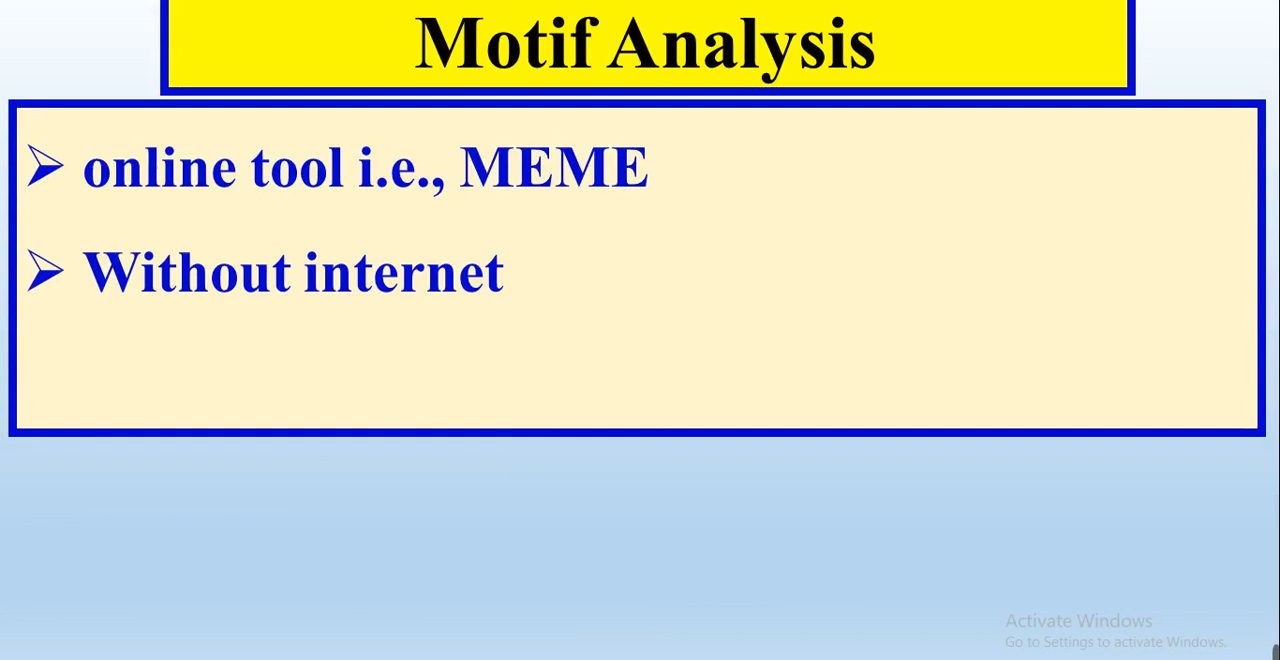 Motif Analysis
➢ online tool i.e., MEME
➢ Without internet
Activate Windows
Go to Settings to activate Windows.